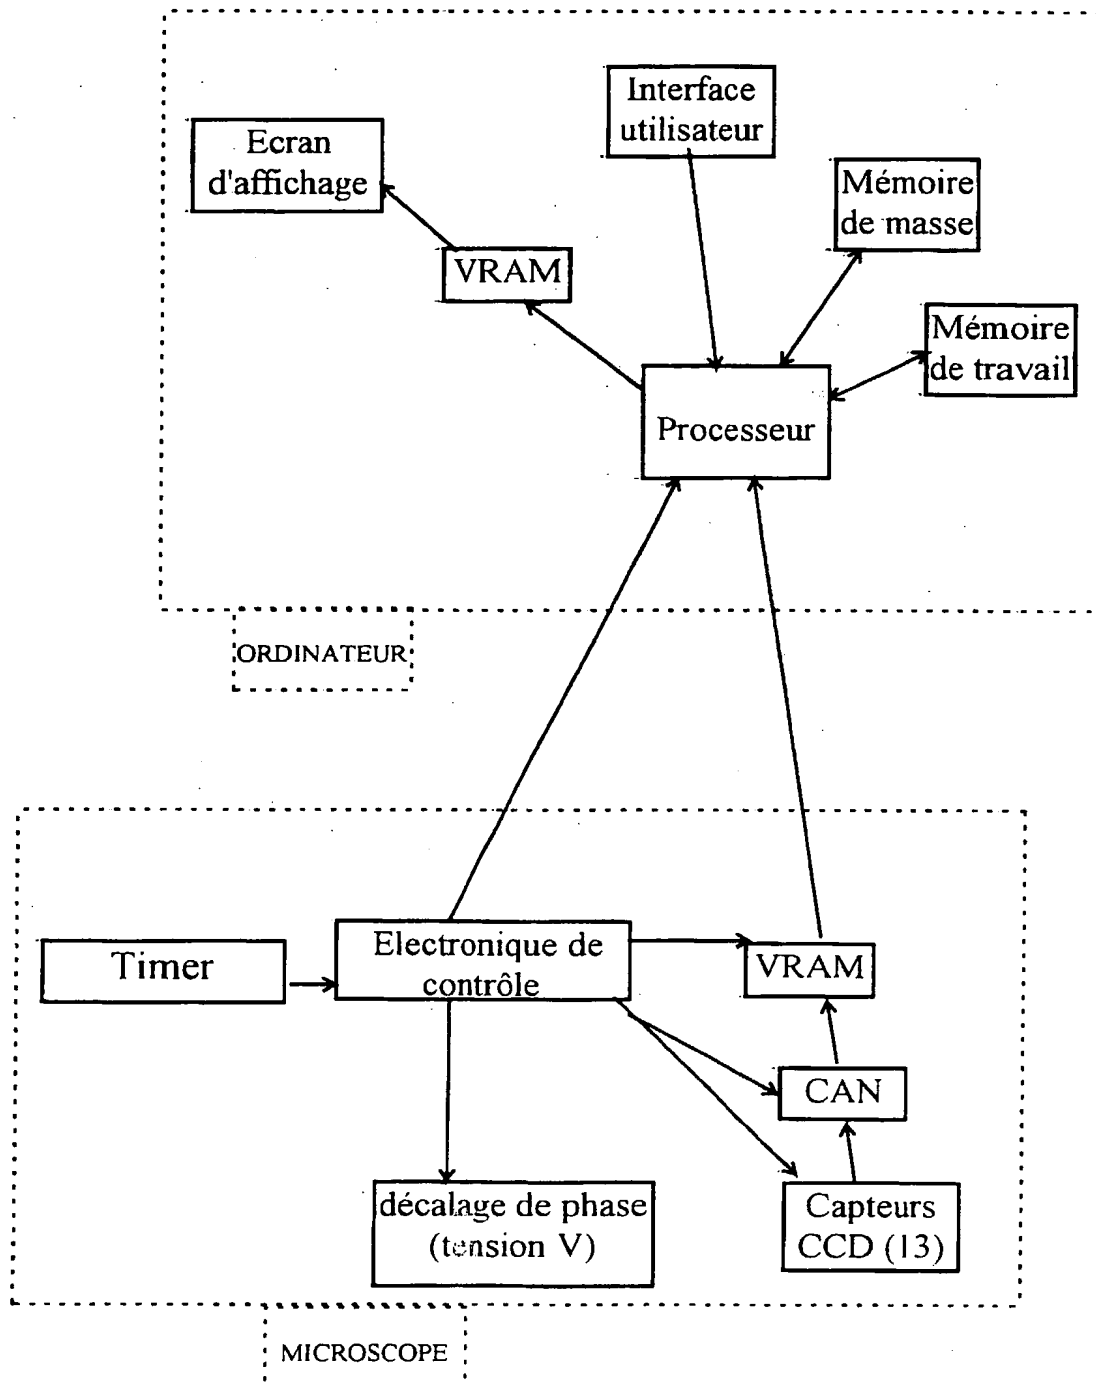 Interface
utilisateur
Ecran
d'affichage
Mémoire
de masse
VRAM
Mémoire
de travail
Processeur
ORDINATEUR
Timer
Electronique de
contrôle
VRAM
CAN
décalage de phase
(tension V)
Capteurs
CCD (13)
MICROSCOPE